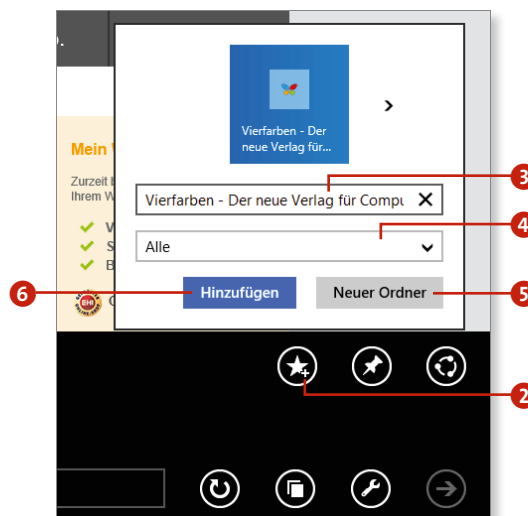 .
Vierfarben - Der
neue Verlag für...
Mein
Zurzeit
Ihrem W
Vierfarben - Der neue Verlag für Compu
3
Alle
4
V
S
B
Hinzufügen
Neuer Ordner
6
5
EHI
2